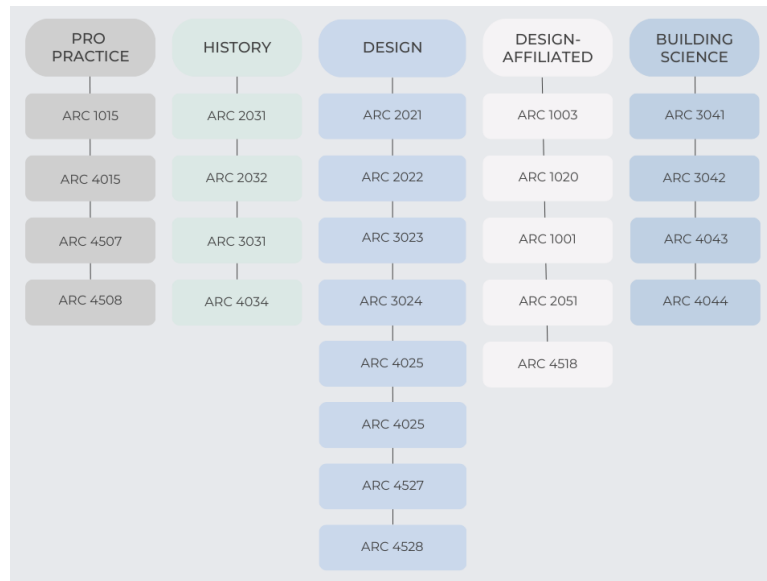 PRO
PRACTICE
ARC 1015
ARC 4015
ARC 4507
ARC 4508
HISTORY
ARC 2031
ARC 2032
ARC 3031
ARC 4034
DESIGN
ARC 2021
ARC 2022
ARC 3023
ARC 3024
ARC 4025
ARC 4025
ARC 4527
ARC 4528
DESIGN-
AFFILIATED
ARC 1003
ARC 1020
ARC 1001
ARC 2051
ARC 4518
BUILDING
SCIENCE
ARC 3041
ARC 3042
ARC 4043
ARC 4044